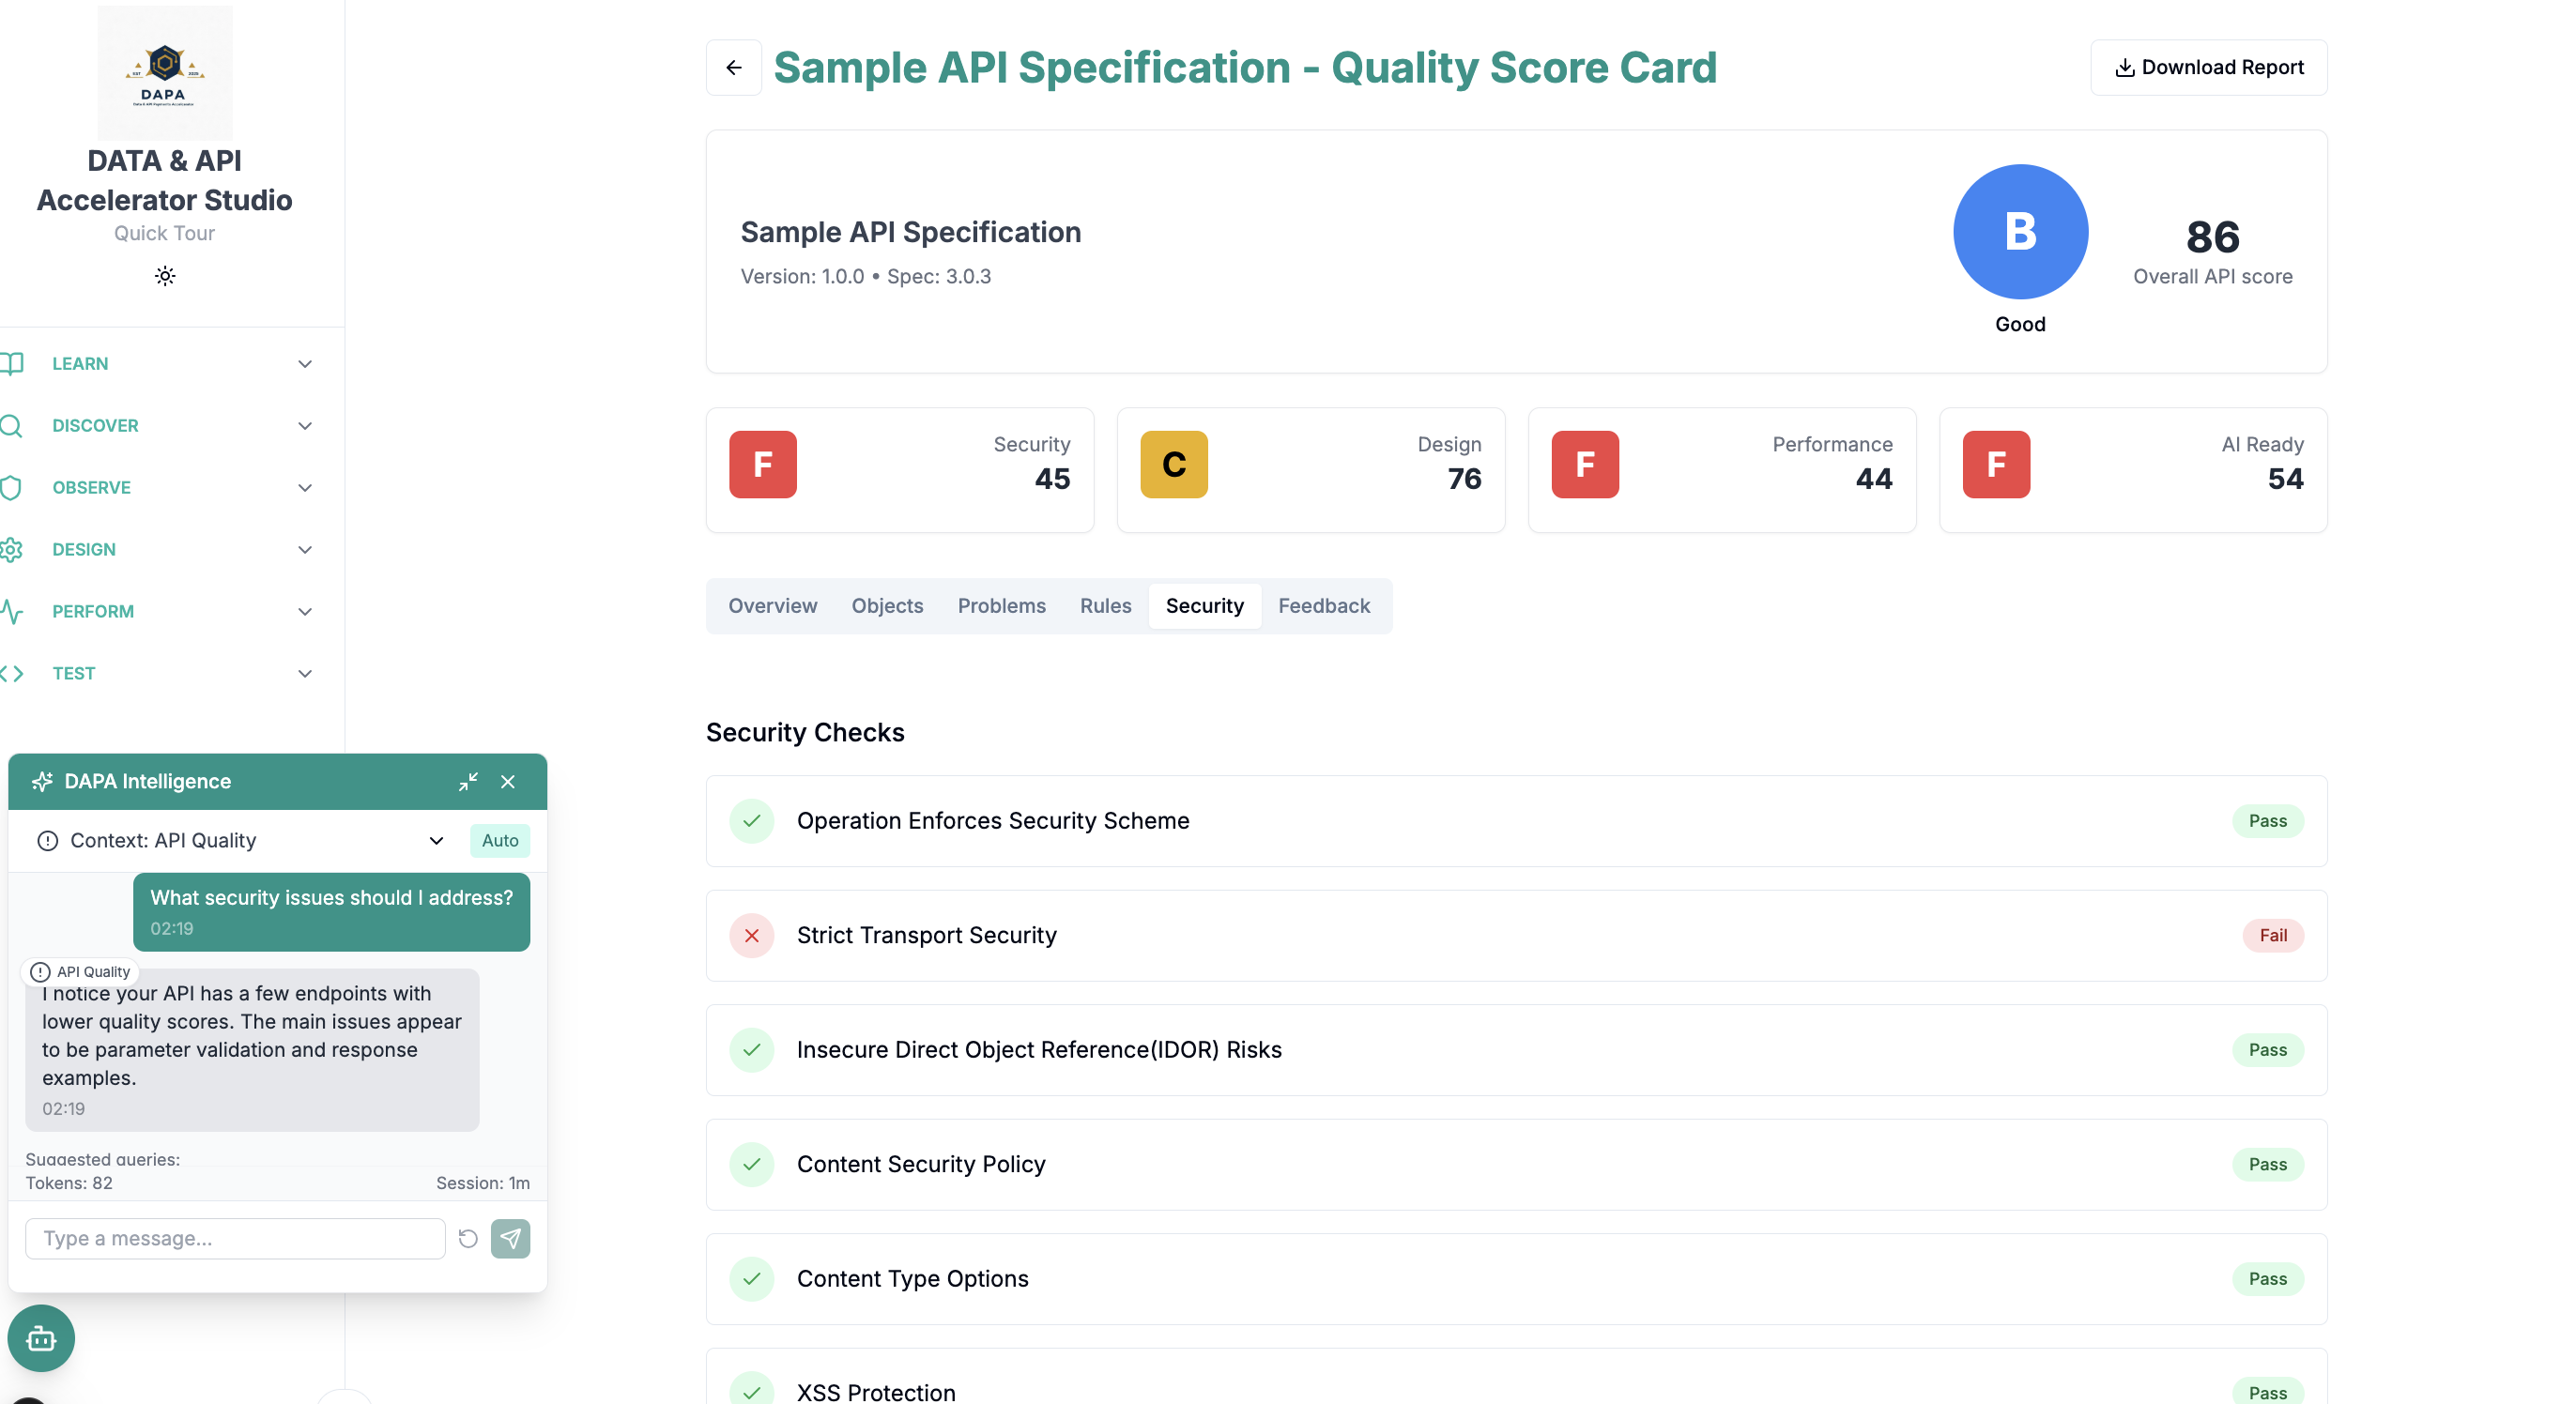 DAPA
DATA & API
Accelerator Studio
Quick Tour
LEARN
DISCOVER
OBSERVE
DESIGN
PERFORM
TEST
DAPA Intelligence
Context: API Quality
Auto
What security issues should I address?
02:19
API Quality
I notice your API has a few endpoints with
lower quality scores. The main issues appear
to be parameter validation and response
examples.
02:19
Suggested queries:
Tokens: 82
Session: 1m
Type a message...
Sample API Specification - Quality Score Card
Download Report
Sample API Specification
Version: 1.0.0 • Spec: 3.0.3
B
Good
86
Overall API score
F
Security
45
C
Design
76
F
Performance
44
F
AI Ready
54
Overview
Objects
Problems
Rules
Security
Feedback
Security Checks
Operation Enforces Security Scheme
Pass
Strict Transport Security
Fail
Insecure Direct Object Reference(IDOR) Risks
Pass
Content Security Policy
Pass
Content Type Options
Pass
XSS Protection
Pass